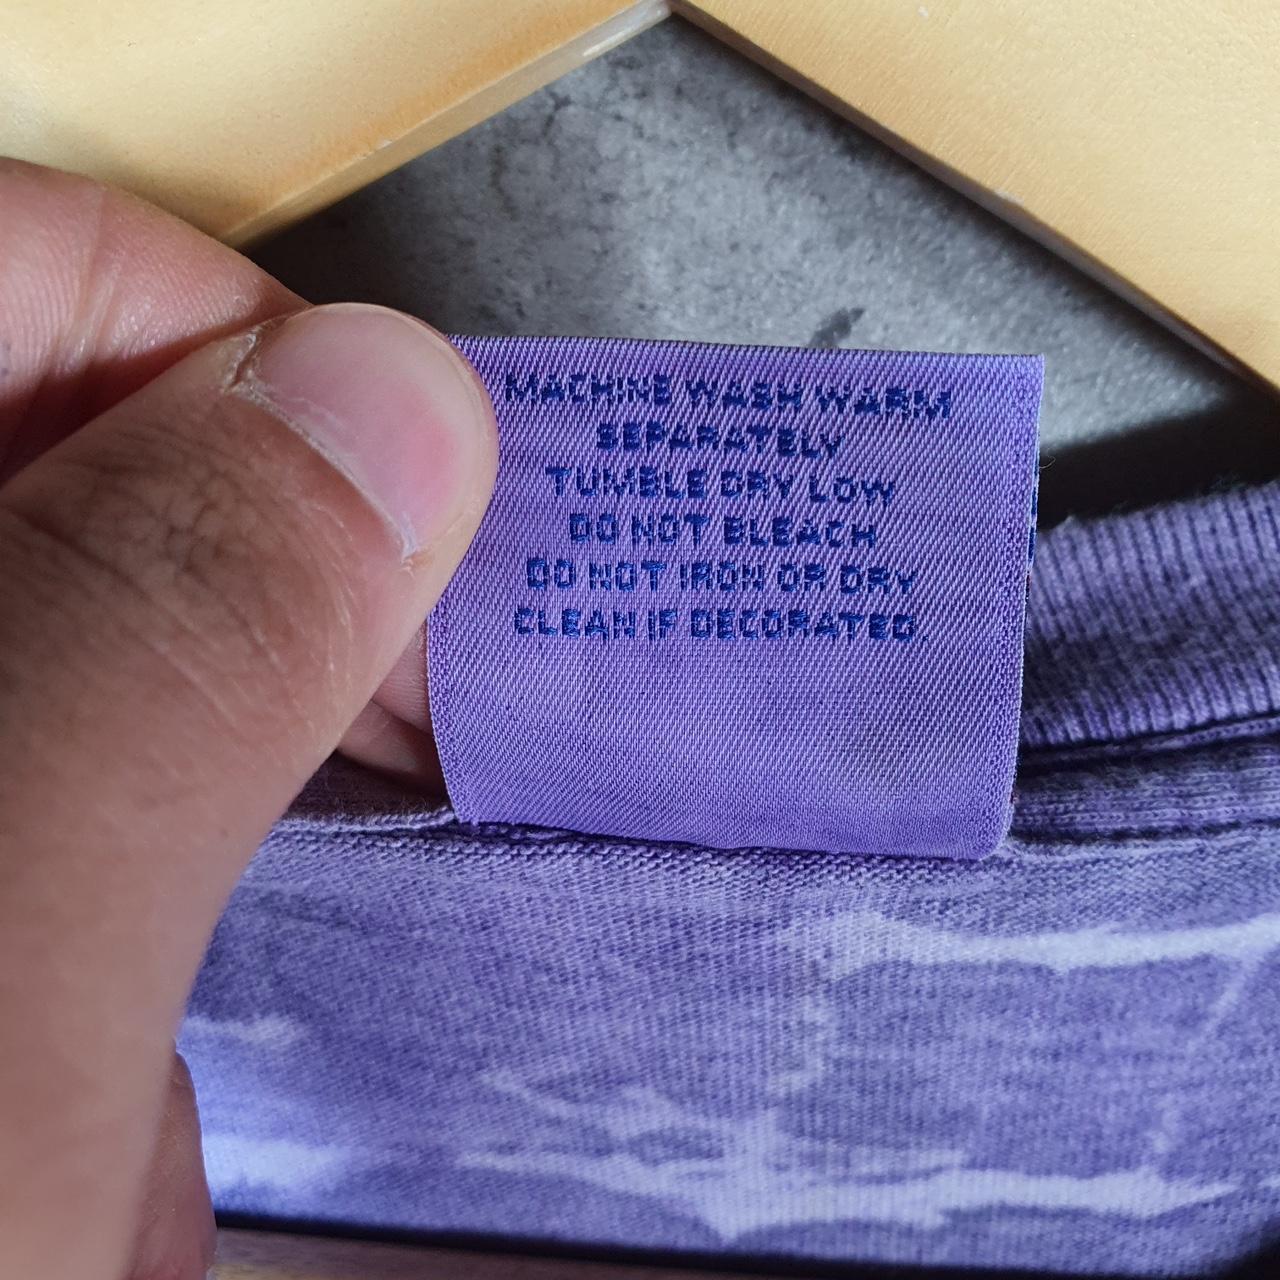 MACHINE WASH WARM
SEPARATELY
TUMBLE DRY LOW
DO NOT BLEACH
DO NOT IRON OR DRY
CLEAN IF DECORATED.